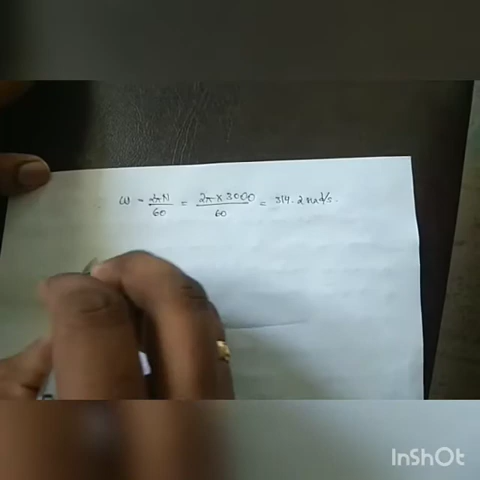 ω = 2πN/60 = 2π×3000/60 = 314.2 rad/s.
InShOt